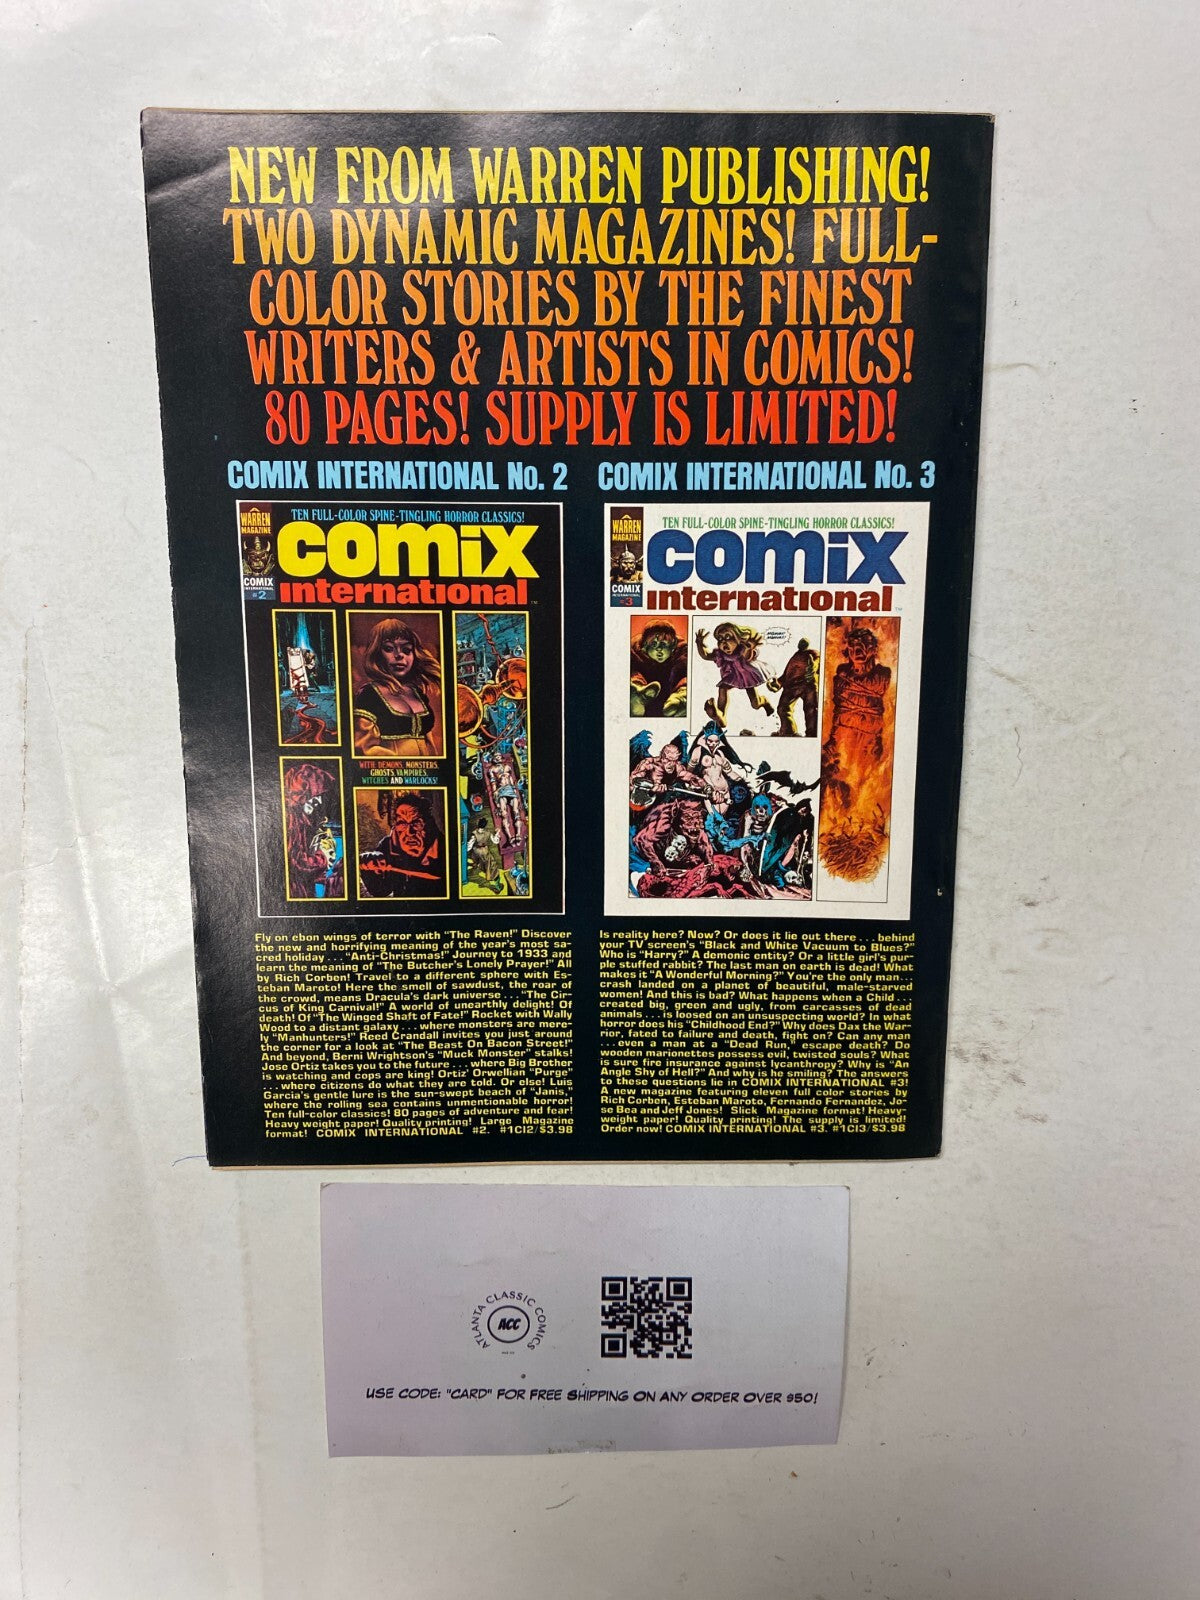 NEW FROM WARREN PUBLISHING!
TWO DYNAMIC MAGAZINES! FULL-
COLOR STORIES BY THE FINEST
WRITERS & ARTISTS IN COMICS!
80 PAGES! SUPPLY IS LIMITED!
COMIX INTERNATIONAL No. 2
WARREN
MAGAZINE
TEN FULL-COLOR SPINE-TINGLING HORROR CLASSICS!
comix
international
COMIX
INTERNATIONAL
#2
WITH: DEMONS, MONSTERS,
GHOSTS, VAMPIRES,
WITCHES AND WARLOCKS!
Fly on ebon wings of terror with "The Raven!" Discover
the new and horrifying meaning of the year's most sa-
cred holiday... "Anti-Christmas!" Journey to 1933 and
learn the meaning of "The Butcher's Lonely Prayer!" All
by Rich Corben! Travel to a different sphere with Es-
teban Maroto! Here the smell of sawdust, the roar of
the crowd, means Dracula's dark universe... "The Cir-
cus of King Carnival!" A world of unearthly delight! Of
death! Of "The Winged Shaft of Fate!" Rocket with Wally
Wood to a distant galaxy... where monsters are mere-
ly "Manhunters!" Reed Crandall invites you just around
the corner for a look at "The Beast On Bacon Street!"
And beyond, Berni Wrightson's "Muck Monster" stalks!
Jose Ortiz takes you to the future... where Big Brother
is watching and cops are king! Ortiz' Orwellian "Purge"
... where citizens do what they are told. Or else! Luis
Garcia's gentle lure is the sun-swept beach of "Janis,"
where the rolling sea contains unmentionable horror!
Ten full-color classics! 80 pages of adventure and fear!
Heavy weight paper! Quality printing! Large Magazine
format! COMIX INTERNATIONAL #2. #1CI2/$3.98
COMIX INTERNATIONAL No. 3
WARREN
MAGAZINE
TEN FULL-COLOR SPINE-TINGLING HORROR CLASSICS!
comix
international
COMIX
INTERNATIONAL
#3
Is reality here? Now? Or does it lie out there... behind
your TV screen's "Black and White Vacuum to Blues?"
Who is "Harry?" A demonic entity? Or a little girl's pur-
ple stuffed rabbit? The last man on earth is dead! What
makes it "A Wonderful Morning?" You're the only man...
crash landed on a planet of beautiful, male-starved
women! And this is bad? What happens when a Child...
created big, green and ugly, from carcasses of dead
animals... is loosed on an unsuspecting world? In what
horror does his "Childhood End?" Why does Dax the War-
rior, fated to failure and death, fight on? Can any man
... even a man at a "Dead Run," escape death? Do
wooden marionettes possess evil, twisted souls? What
is sure fire insurance against lycanthropy? Why is "An
Angle Shy of Hell?" And why is he smiling? The answers
to these questions lie in COMIX INTERNATIONAL #3!
A new magazine featuring eleven full color stories by
Rich Corben, Esteban Maroto, Fernando Fernandez, Jo-
se Bea and Jeff Jones! Slick Magazine format! Heavy-
weight paper! Quality printing! The supply is limited!
Order now! COMIX INTERNATIONAL #3. #1CI3/$3.98
ATLANTA CLASSIC COMICS
ACC
USE CODE: "CARD" FOR FREE SHIPPING ON ANY ORDER OVER $50!